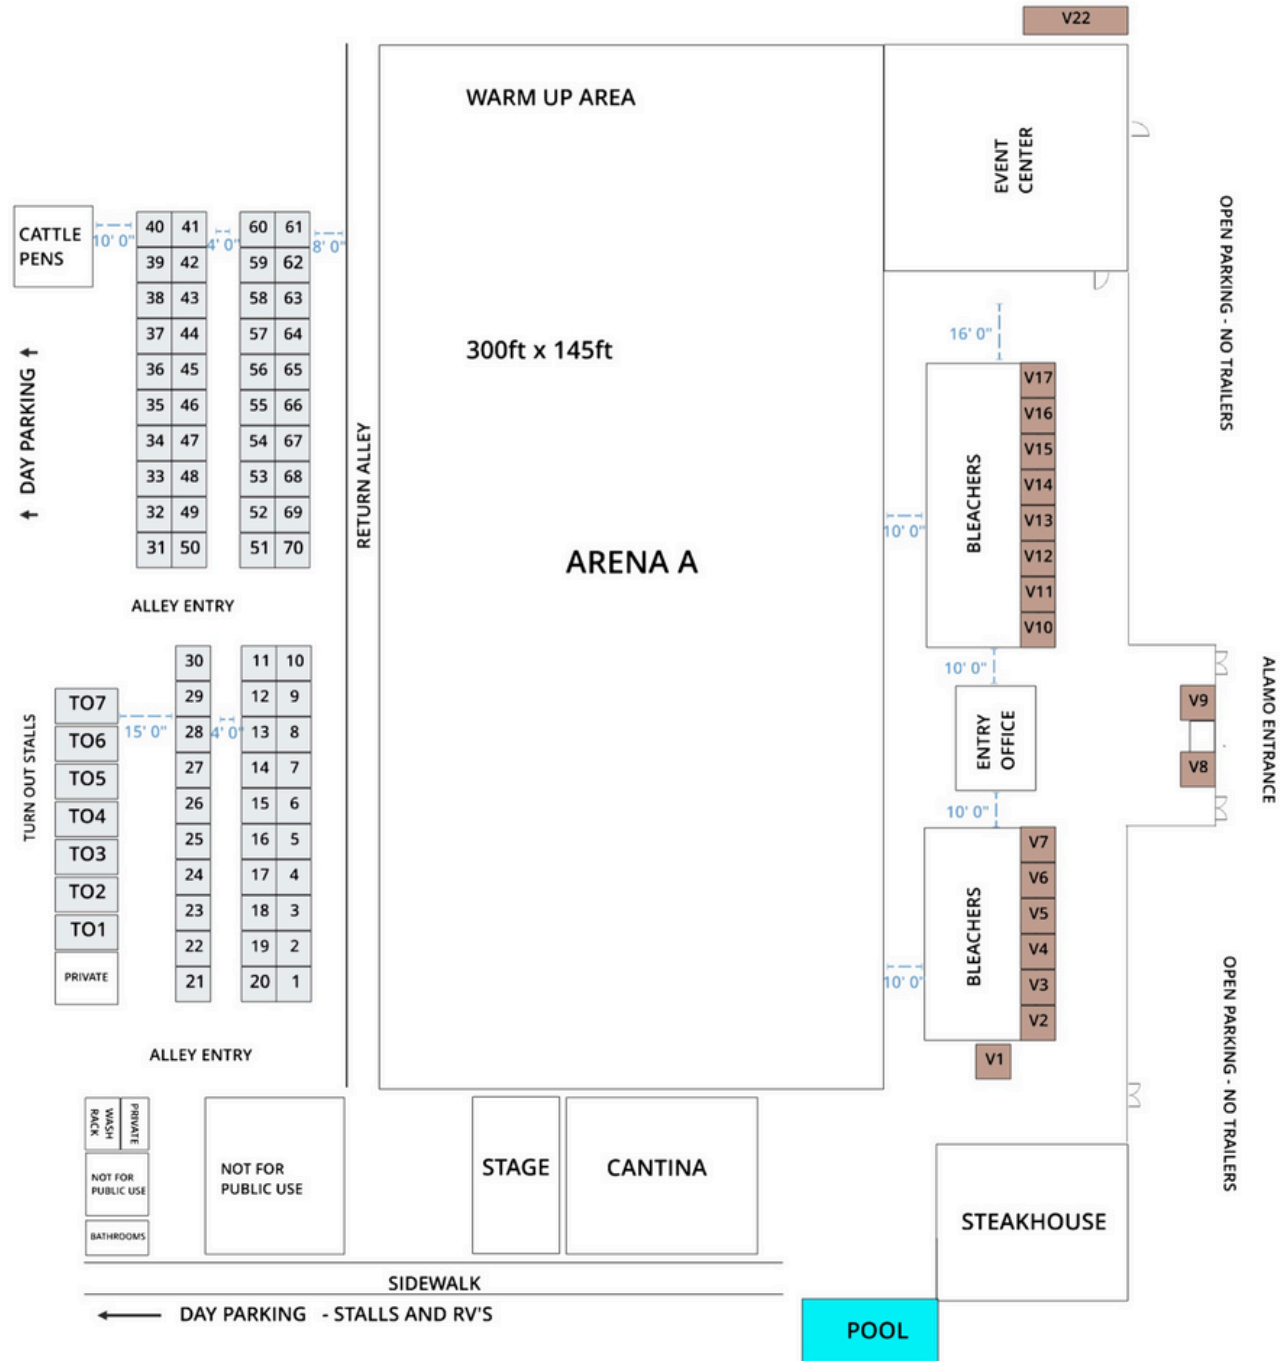 V22
WARM UP AREA
EVENT
CENTER
CATTLE
PENS
10' 0"
40 41
4' 0"
60 61
8' 0"
39 42 59 62
38 43 58 63
37 44 57 64
36 45 56 65
35 46 55 66
34 47 54 67
33 48 53 68
32 49 52 69
31 50 51 70
DAY PARKING
RETURN ALLEY
300ft x 145ft
ARENA A
OPEN PARKING - NO TRAILERS
16' 0"
BLEACHERS
10' 0"
V17
V16
V15
V14
V13
V12
V11
V10
ALLEY ENTRY
30 11 10
29 12 9
28 13 8
27 14 7
26 15 6
25 16 5
24 17 4
23 18 3
22 19 2
21 20 1
TURN OUT STALLS
TO7
TO6
TO5
TO4
TO3
TO2
TO1
PRIVATE
15' 0"
4' 0"
10' 0"
ENTRY
OFFICE
10' 0"
V9
V8
ALAMO ENTRANCE
BLEACHERS
10' 0"
V7
V6
V5
V4
V3
V2
V1
OPEN PARKING - NO TRAILERS
ALLEY ENTRY
PRIVATE
WASH
RACK
NOT FOR
PUBLIC USE
BATHROOMS
NOT FOR
PUBLIC USE
STAGE
CANTINA
STEAKHOUSE
SIDEWALK
DAY PARKING - STALLS AND RV'S
POOL